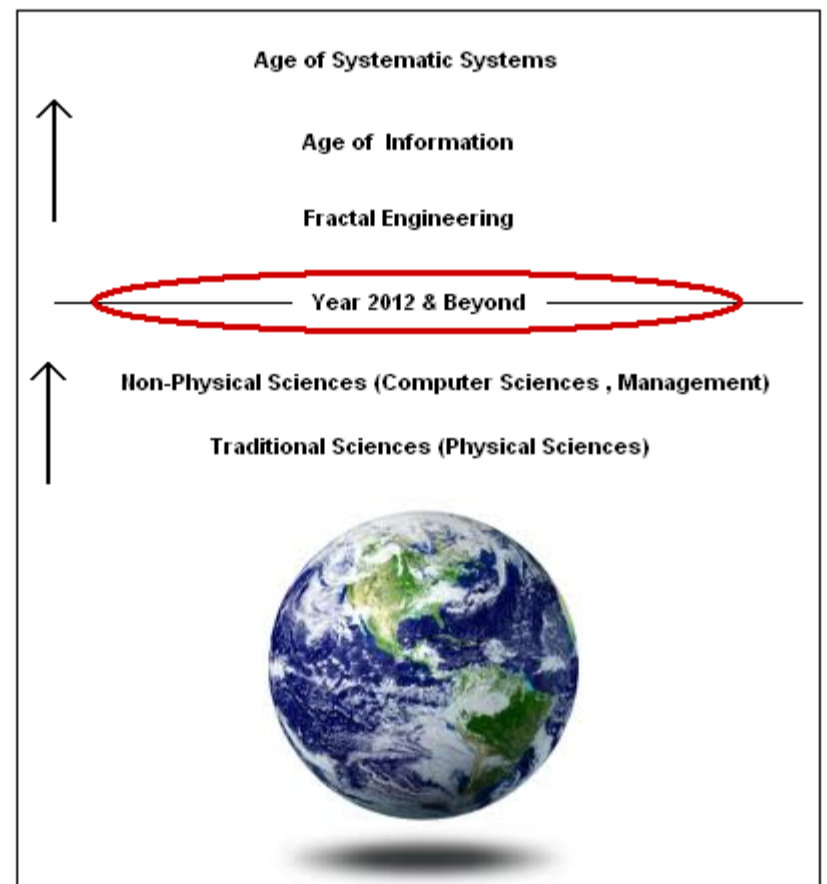 Age of Systematic Systems
Age of Information
Fractal Engineering
Year 2012 & Beyond
Non-Physical Sciences (Computer Sciences , Management)
Traditional Sciences (Physical Sciences)